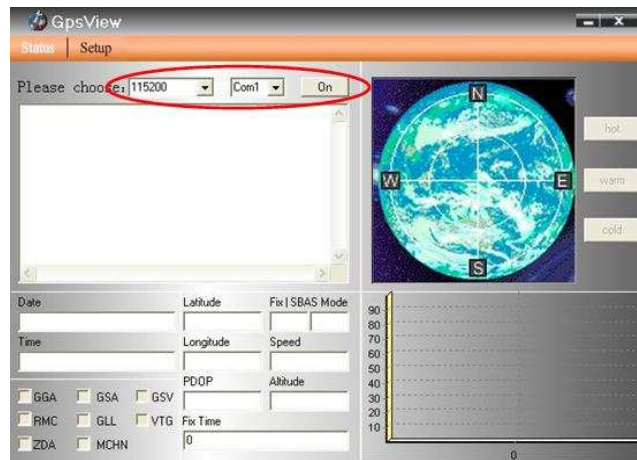 GpsView
Status | Setup
Please choose: 115200 Com1 On
N
W E
S
hot
warm
cold
Date Latitude Fix | SBAS Mode
Time Longitude Speed
PDOP Altitude
GGA GSA GSV
RMC GLL VTG Fix Time
ZDA MCHN 0
90
80
70
60
50
40
30
20
10
0